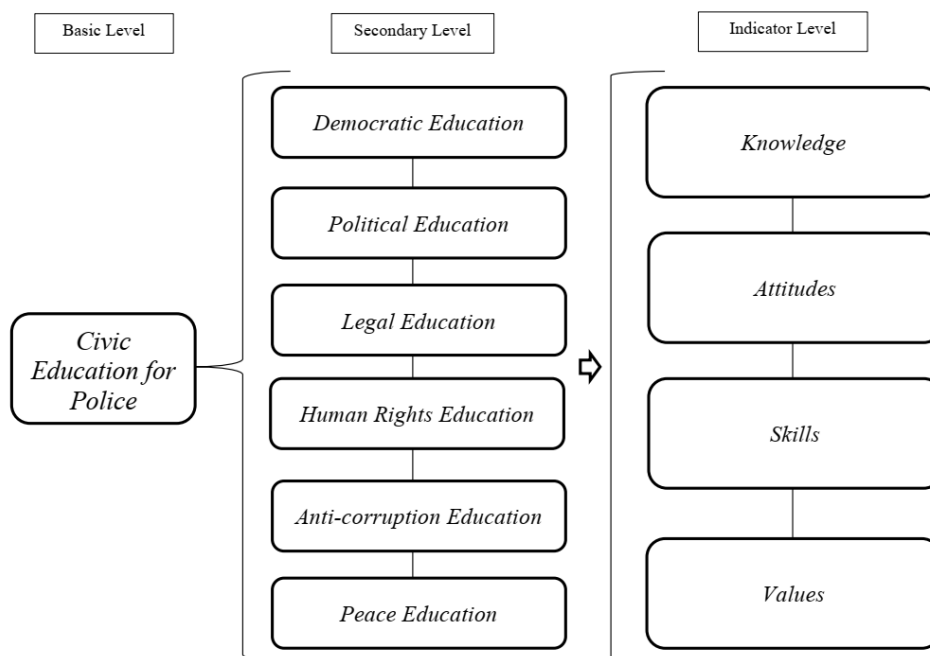 Basic Level
Secondary Level
Indicator Level
Civic
Education for
Police
Democratic Education
Political Education
Legal Education
Human Rights Education
Anti-corruption Education
Peace Education
Knowledge
Attitudes
Skills
Values